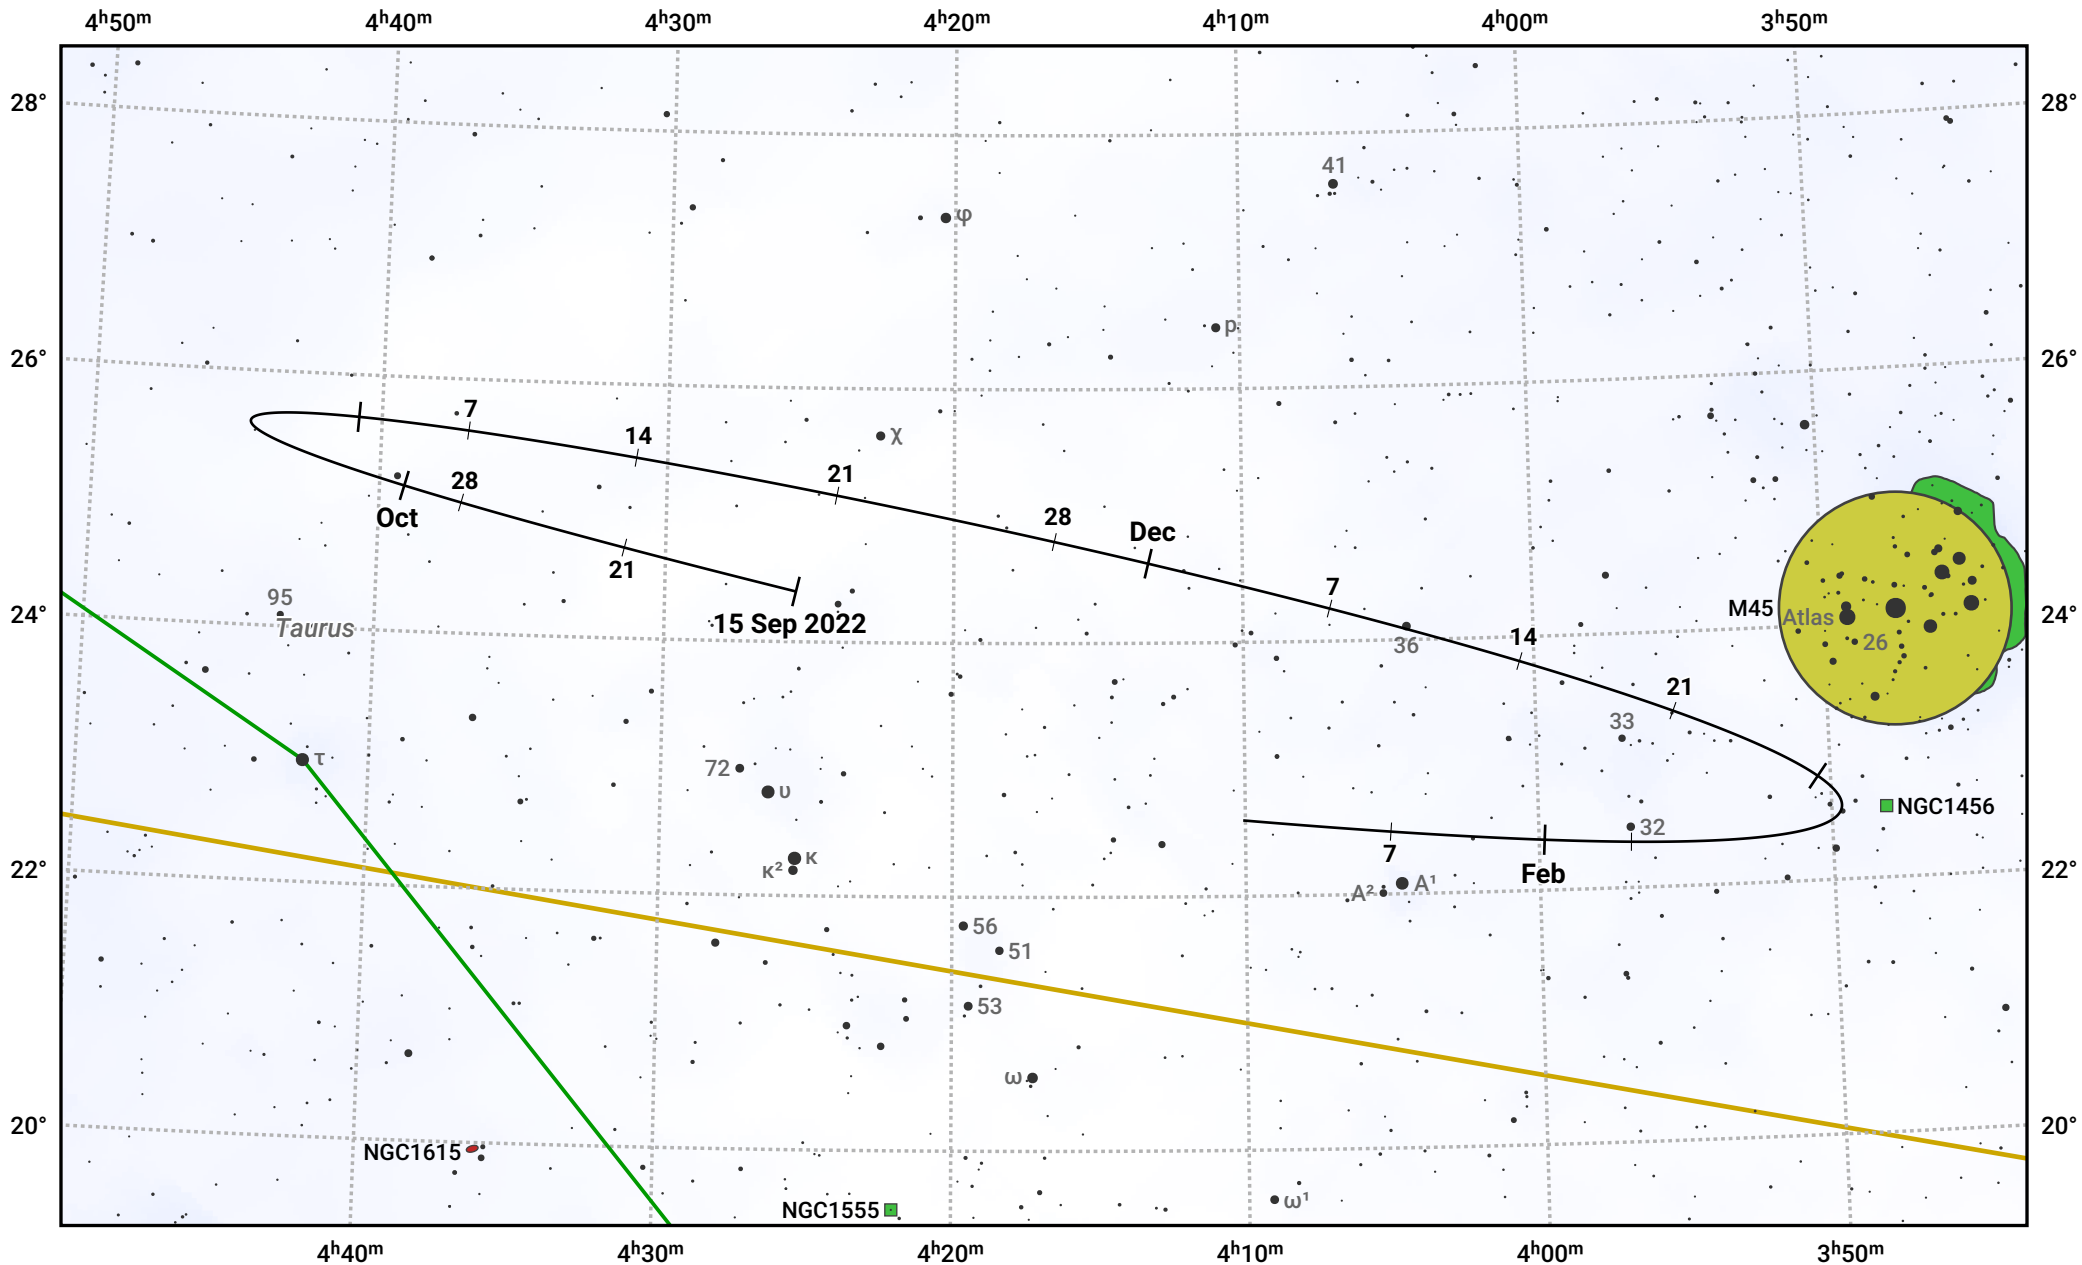 4ʰ50ᵐ 4ʰ40ᵐ 4ʰ30ᵐ 4ʰ20ᵐ 4ʰ10ᵐ 4ʰ00ᵐ 3ʰ50ᵐ
28° 28°
41
φ
p
26° 26°
7
14
χ
21
28
Oct
28
Dec
21
7
95
Taurus
15 Sep 2022
24° 24°
M45
Atlas
26
36
14
21
33
τ
72
υ
NGC1456
32
κ
κ²
7
Feb
A² A¹
22° 22°
56
51
53
ω
20° 20°
NGC1615
NGC1555
ω¹
4ʰ40ᵐ 4ʰ30ᵐ 4ʰ20ᵐ 4ʰ10ᵐ 4ʰ00ᵐ 3ʰ50ᵐ